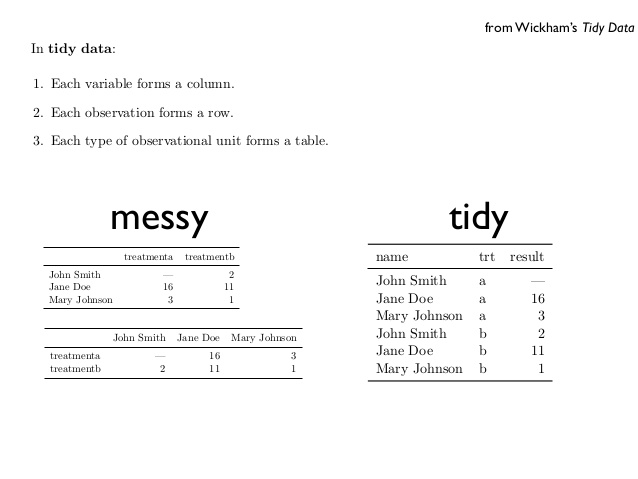 from Wickham's Tidy Data
In tidy data:
1. Each variable forms a column.
2. Each observation forms a row.
3. Each type of observational unit forms a table.
messy
treatmenta treatmentb
John Smith — 2
Jane Doe 16 11
Mary Johnson 3 1
John Smith Jane Doe Mary Johnson
treatmenta — 16 3
treatmentb 2 11 1
tidy
name trt result
John Smith a —
Jane Doe a 16
Mary Johnson a 3
John Smith b 2
Jane Doe b 11
Mary Johnson b 1